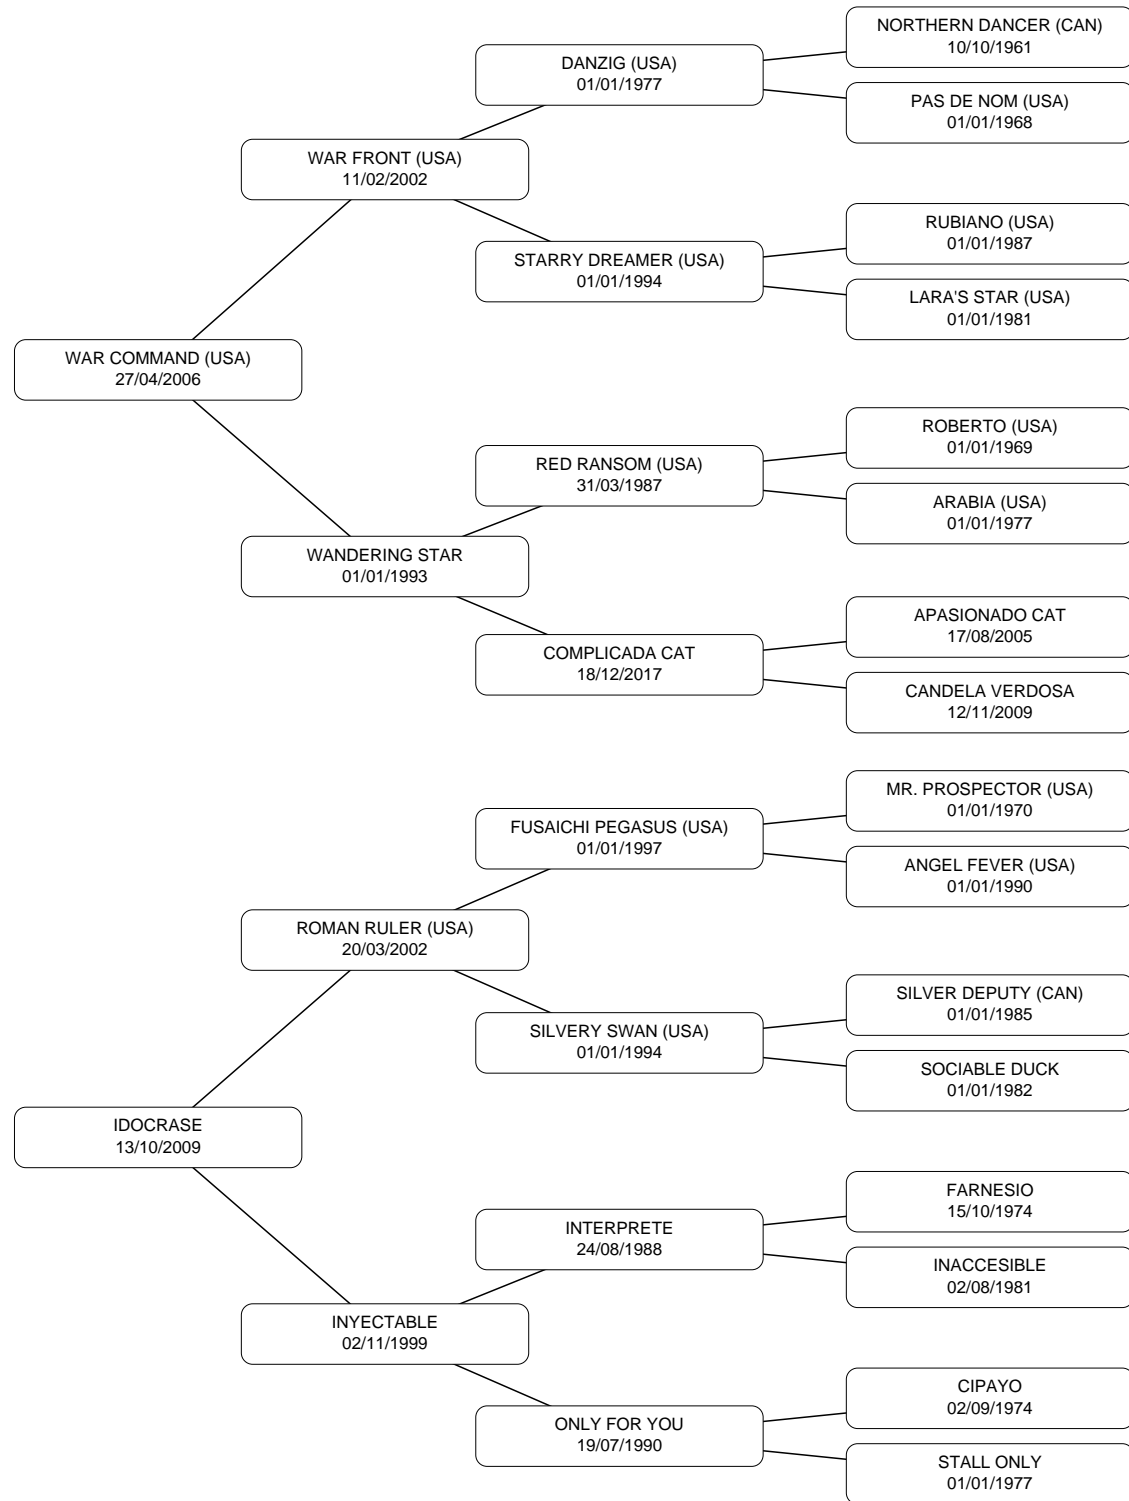 NORTHERN DANCER (CAN)
10/10/1961
DANZIG (USA)
01/01/1977
PAS DE NOM (USA)
01/01/1968
WAR FRONT (USA)
11/02/2002
RUBIANO (USA)
01/01/1987
STARRY DREAMER (USA)
01/01/1994
LARA'S STAR (USA)
01/01/1981
WAR COMMAND (USA)
27/04/2006
ROBERTO (USA)
01/01/1969
RED RANSOM (USA)
31/03/1987
ARABIA (USA)
01/01/1977
WANDERING STAR
01/01/1993
APASIONADO CAT
17/08/2005
COMPLICADA CAT
18/12/2017
CANDELA VERDOSA
12/11/2009
MR. PROSPECTOR (USA)
01/01/1970
FUSAICHI PEGASUS (USA)
01/01/1997
ANGEL FEVER (USA)
01/01/1990
ROMAN RULER (USA)
20/03/2002
SILVER DEPUTY (CAN)
01/01/1985
SILVERY SWAN (USA)
01/01/1994
SOCIABLE DUCK
01/01/1982
IDOCRASE
13/10/2009
FARNESIO
15/10/1974
INTERPRETE
24/08/1988
INACCESIBLE
02/08/1981
INYECTABLE
02/11/1999
CIPAYO
02/09/1974
ONLY FOR YOU
19/07/1990
STALL ONLY
01/01/1977